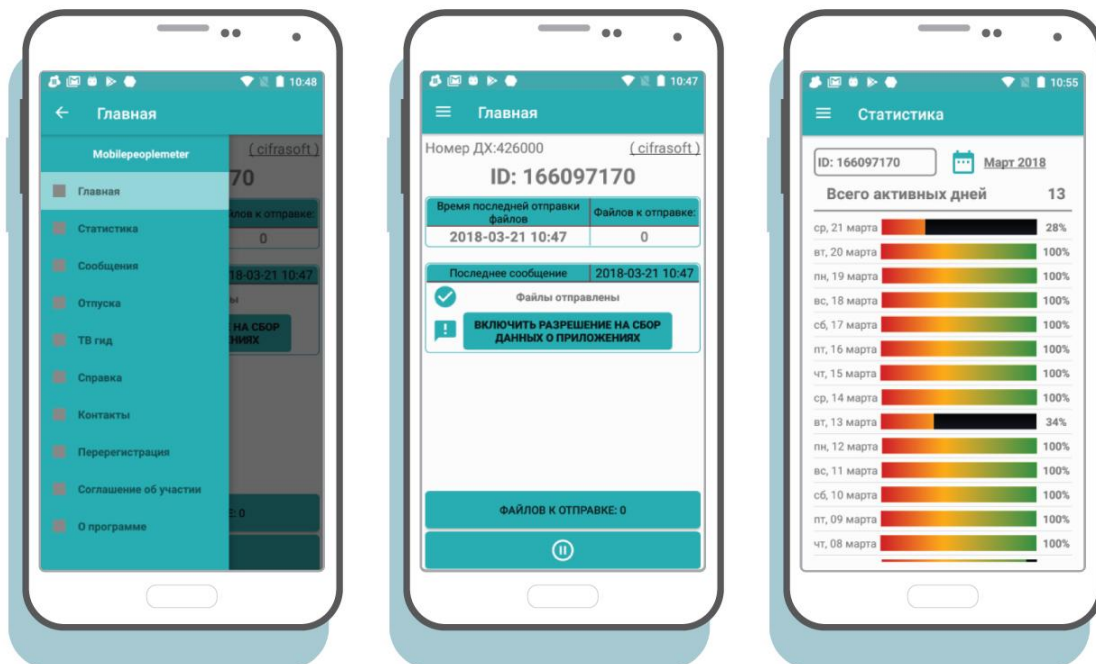 10:48
Главная
Mobilepeoplemeter
( cifrasoft )
70
Главная
Статистика
лов к отправке:
0
Сообщения
18-03-21 10:47
Отпуска
ТВ гид
НА СБОР
НИЯХ
Справка
Контакты
Перерегистрация
Соглашение об участии
Е: 0
О программе
10:47
Главная
Номер ДХ:426000 ( cifrasoft )
ID: 166097170
Время последней отправки файлов
Файлов к отправке:
2018-03-21 10:47 0
Последнее сообщение 2018-03-21 10:47
Файлы отправлены
ВКЛЮЧИТЬ РАЗРЕШЕНИЕ НА СБОР
ДАННЫХ О ПРИЛОЖЕНИЯХ
ФАЙЛОВ К ОТПРАВКЕ: 0
10:55
Статистика
ID: 166097170 Март 2018
Всего активных дней 13
ср, 21 марта 28%
вт, 20 марта 100%
пн, 19 марта 100%
вс, 18 марта 100%
сб, 17 марта 100%
пт, 16 марта 100%
чт, 15 марта 100%
ср, 14 марта 100%
вт, 13 марта 34%
пн, 12 марта 100%
вс, 11 марта 100%
сб, 10 марта 100%
пт, 09 марта 100%
чт, 08 марта 100%